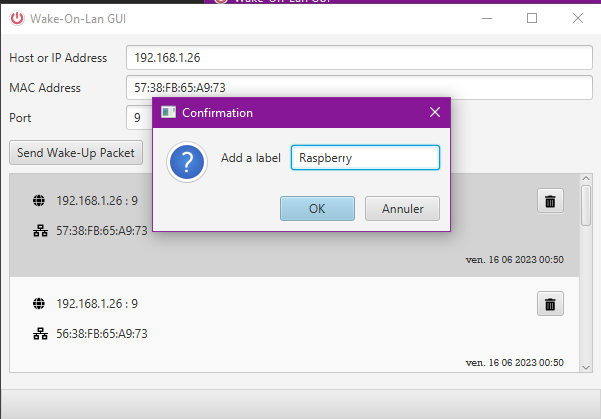 Wake-On-Lan GUI
Host or IP Address 192.168.1.26
MAC Address 57:38:FB:65:A9:73
Port 9
Confirmation
Add a label Raspberry
OK Annuler
Send Wake-Up Packet
192.168.1.26 : 9
57:38:FB:65:A9:73
ven. 16 06 2023 00:50
192.168.1.26 : 9
56:38:FB:65:A9:73
ven. 16 06 2023 00:50